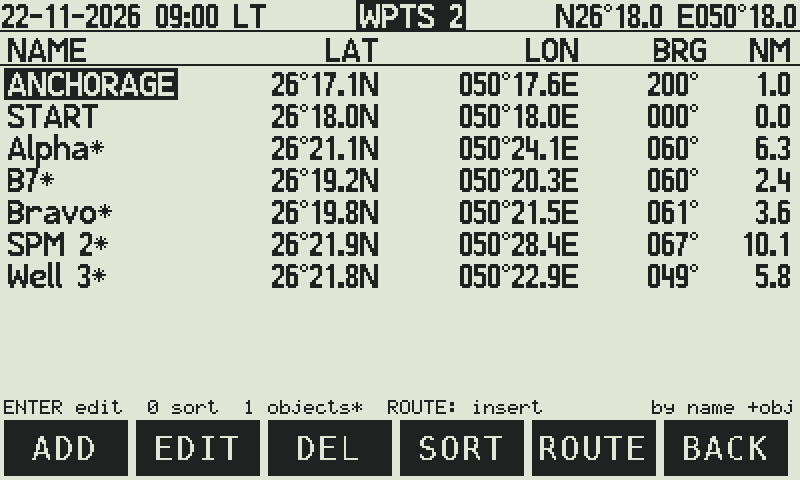 22-11-2026 09:00 LT WPTS 2 N26°18.0 E050°18.0
NAME LAT LON BRG NM
ANCHORAGE 26°17.1N 050°17.6E 200° 1.0
START 26°18.0N 050°18.0E 000° 0.0
Alpha* 26°21.1N 050°24.1E 060° 6.3
B7* 26°19.2N 050°20.3E 060° 2.4
Bravo* 26°19.8N 050°21.5E 061° 3.6
SPM 2* 26°21.9N 050°28.4E 067° 10.1
Well 3* 26°21.8N 050°22.9E 049° 5.8
ENTER edit 0 sort 1 objects* ROUTE: insert by name +obj
ADD EDIT DEL SORT ROUTE BACK